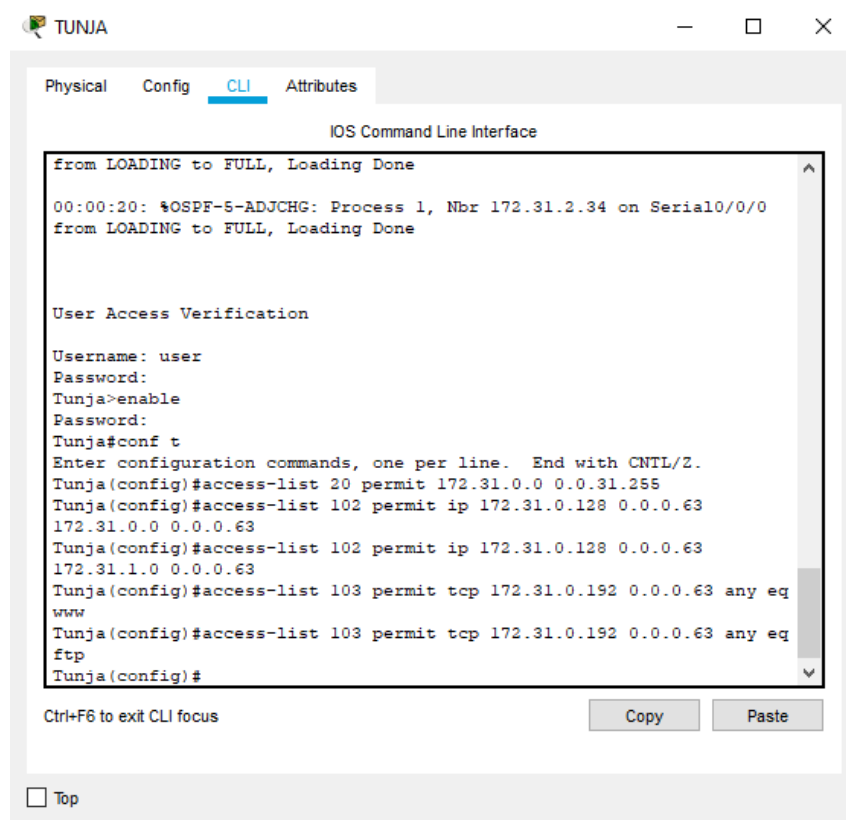 TUNJA
Physical Config CLI Attributes
IOS Command Line Interface
from LOADING to FULL, Loading Done
00:00:20: %OSPF-5-ADJCHG: Process 1, Nbr 172.31.2.34 on Serial0/0/0
from LOADING to FULL, Loading Done
User Access Verification
Username: user
Password:
Tunja>enable
Password:
Tunja#conf t
Enter configuration commands, one per line.  End with CNTL/Z.
Tunja(config)#access-list 20 permit 172.31.0.0 0.0.31.255
Tunja(config)#access-list 102 permit ip 172.31.0.128 0.0.0.63
172.31.0.0 0.0.0.63
Tunja(config)#access-list 102 permit ip 172.31.0.128 0.0.0.63
172.31.1.0 0.0.0.63
Tunja(config)#access-list 103 permit tcp 172.31.0.192 0.0.0.63 any eq
www
Tunja(config)#access-list 103 permit tcp 172.31.0.192 0.0.0.63 any eq
ftp
Tunja(config)#
Ctrl+F6 to exit CLI focus Copy Paste
Top